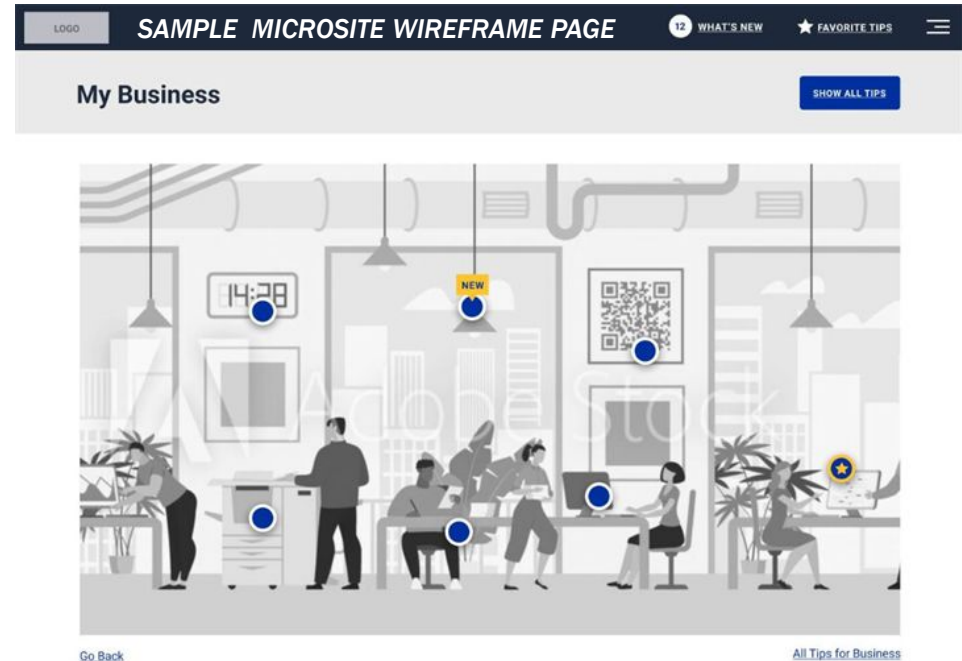 LOGO
SAMPLE MICROSITE WIREFRAME PAGE
12 WHAT'S NEW
FAVORITE TIPS
My Business
SHOW ALL TIPS
14:28
NEW
Adobe Stock
Go Back
All Tips for Business